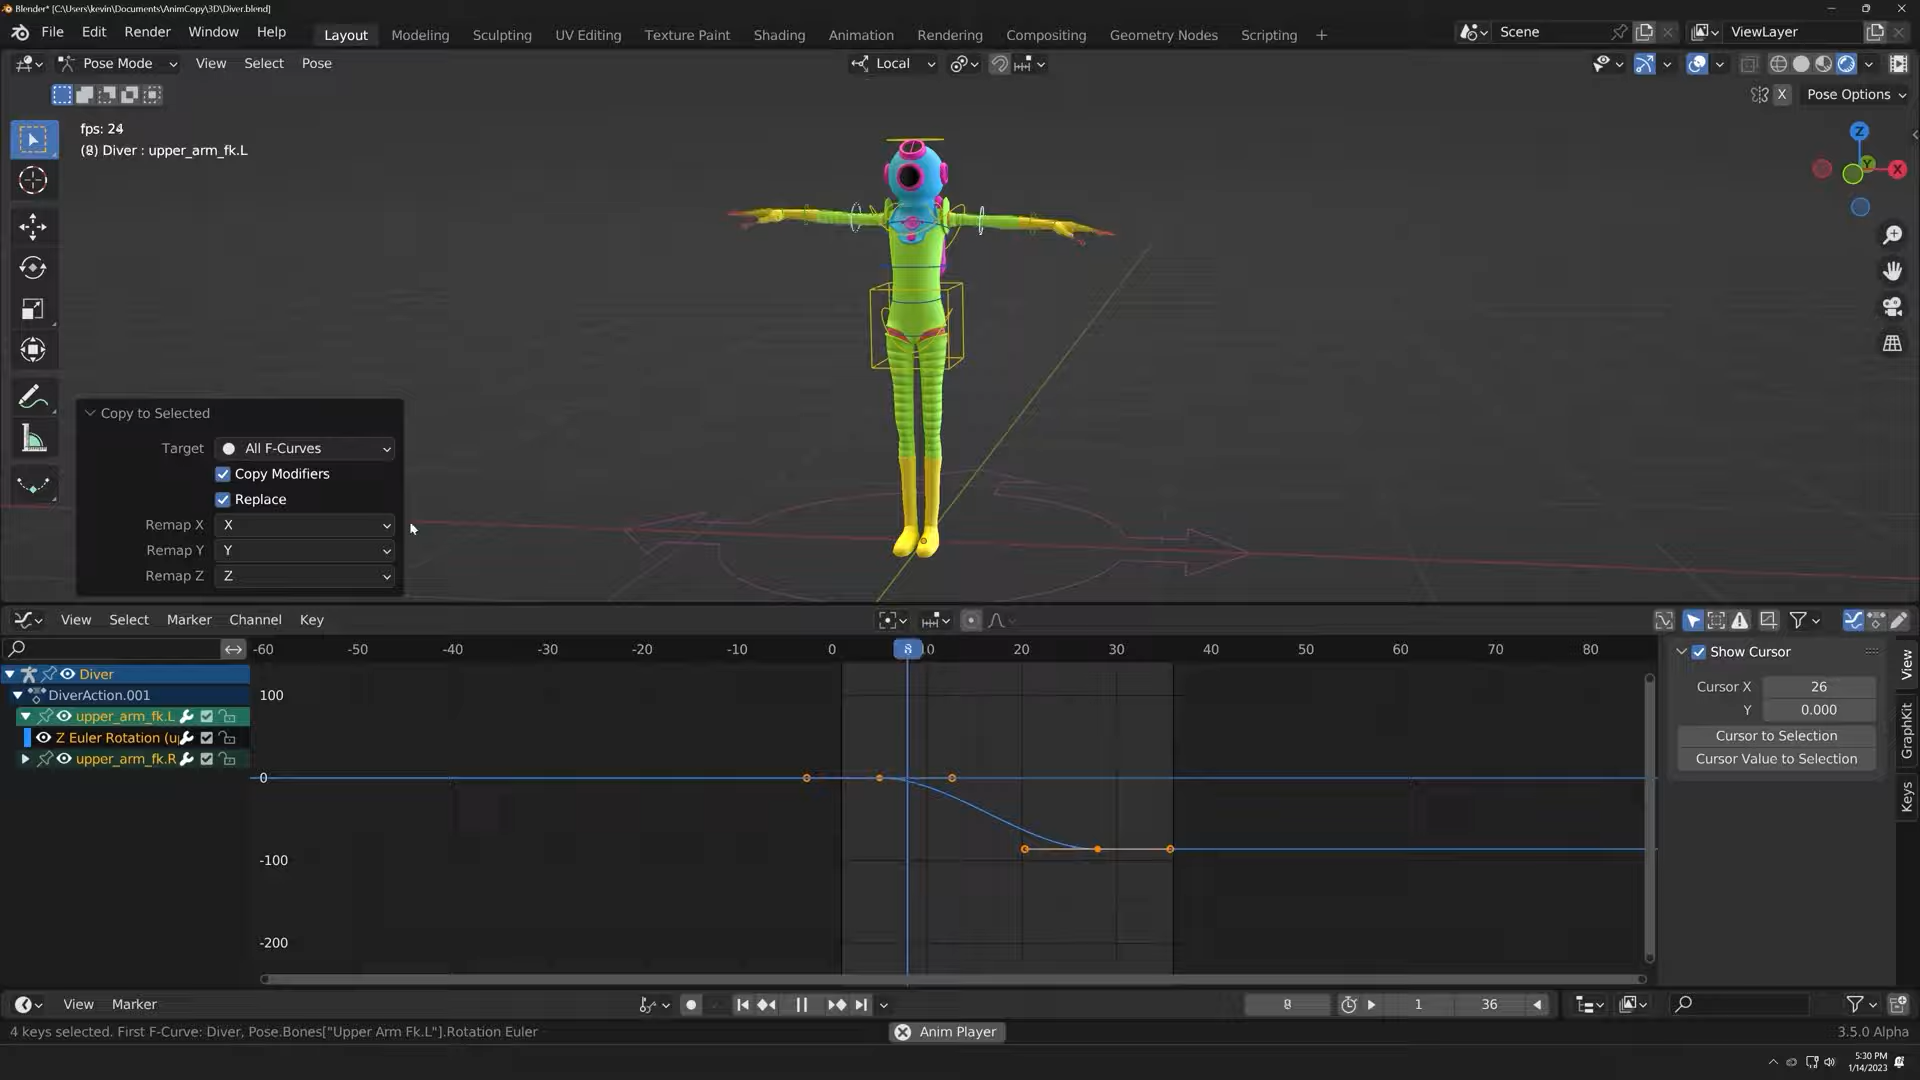 Blender* [C:\Users\kevin\Documents\AnimCopy\3D\Diver.blend]
File Edit Render Window Help
Layout Modeling Sculpting UV Editing Texture Paint Shading Animation Rendering Compositing Geometry Nodes Scripting +
Scene
ViewLayer
Pose Mode View Select Pose
Local
X Pose Options
fps: 24
(8) Diver : upper_arm_fk.L
Z
Y
X
Copy to Selected
Target All F-Curves
Copy Modifiers
Replace
Remap X X
Remap Y Y
Remap Z Z
View Select Marker Channel Key
-60 -50 -40 -30 -20 -10 0 8 10 20 30 40 50 60 70 80
Diver
DiverAction.001
upper_arm_fk.L
Z Euler Rotation (u
upper_arm_fk.R
100
0
-100
-200
Show Cursor
Cursor X 26
Y 0.000
Cursor to Selection
Cursor Value to Selection
View
GraphKit
Keys
View Marker
8 1 36
4 keys selected. First F-Curve: Diver, Pose.Bones["Upper Arm Fk.L"].Rotation Euler
Anim Player
3.5.0 Alpha
5:30 PM
1/14/2023